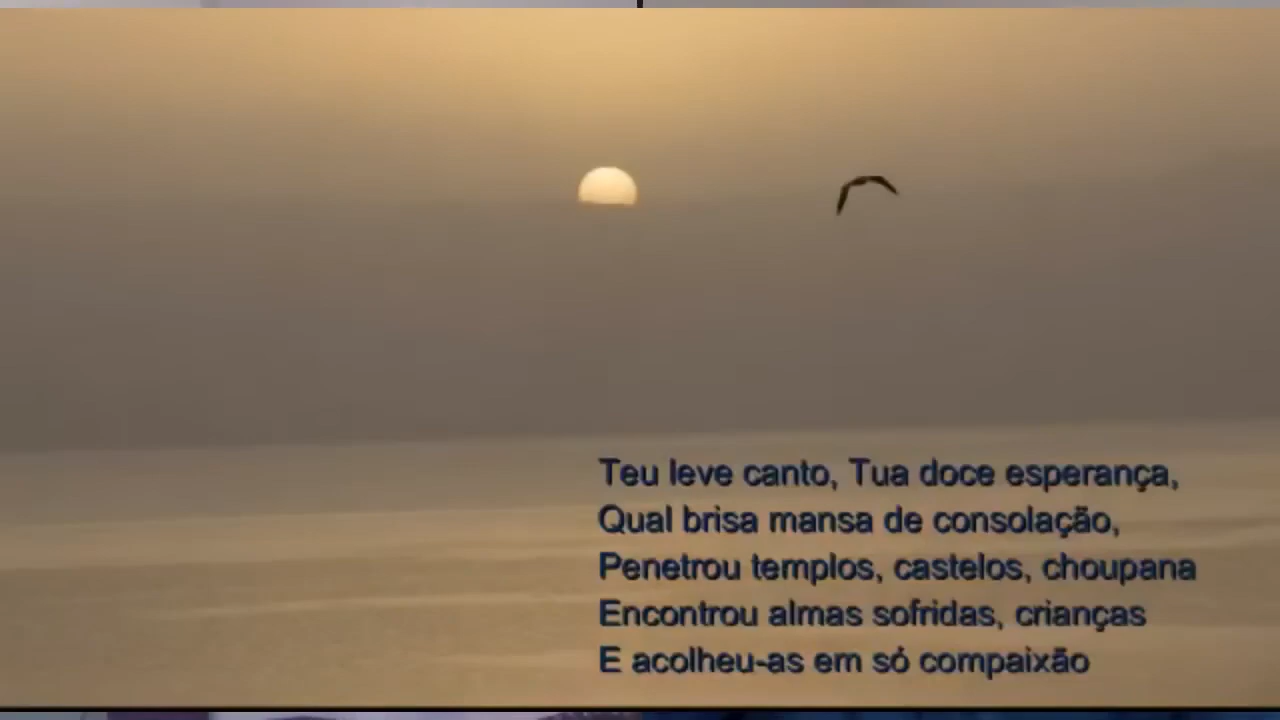 Teu leve canto, Tua doce esperança,
Qual brisa mansa de consolação,
Penetrou templos, castelos, choupana
Encontrou almas sofridas, crianças
E acolheu-as em só compaixão